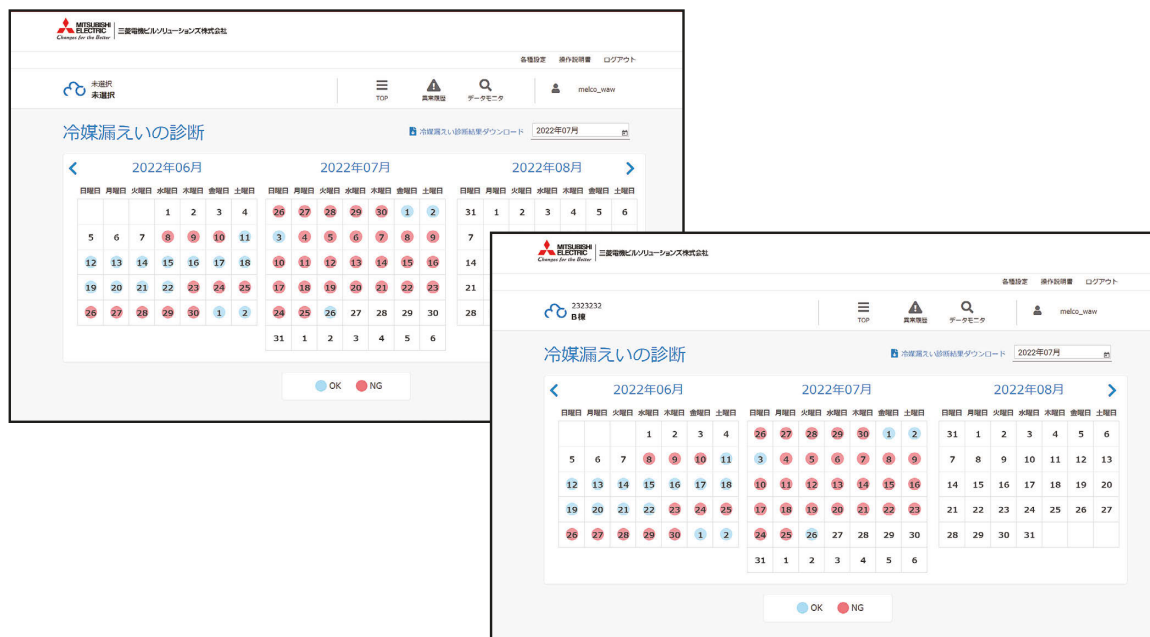 MITSUBISHI ELECTRIC
Changes for the Better
三菱電機ビルソリューションズ株式会社
各種設定 操作説明書 ログアウト
未選択
未選択
TOP 異常履歴 データモニタ melco_waw
冷媒漏えいの診断
冷媒漏えい診断結果ダウンロード 2022年07月
2022年06月 2022年07月 2022年08月
日曜日 月曜日 火曜日 水曜日 木曜日 金曜日 土曜日 日曜日 月曜日 火曜日 水曜日 木曜日 金曜日 土曜日 日曜日 月曜日 火曜日 水曜日 木曜日 金曜日 土曜日
1 2 3 4 26 27 28 29 30 1 2 31 1 2 3 4 5 6
5 6 7 8 9 10 11 3 4 5 6 7 8 9 7
12 13 14 15 16 17 18 10 11 12 13 14 15 16 14
19 20 21 22 23 24 25 17 18 19 20 21 22 23 21
26 27 28 29 30 1 2 24 25 26 27 28 29 30 28
31 1 2 3 4 5 6
OK NG
MITSUBISHI ELECTRIC
Changes for the Better
三菱電機ビルソリューションズ株式会社
各種設定 操作説明書 ログアウト
2323232
B棟
TOP 異常履歴 データモニタ melco_waw
冷媒漏えいの診断
冷媒漏えい診断結果ダウンロード 2022年07月
2022年06月 2022年07月 2022年08月
日曜日 月曜日 火曜日 水曜日 木曜日 金曜日 土曜日 日曜日 月曜日 火曜日 水曜日 木曜日 金曜日 土曜日 日曜日 月曜日 火曜日 水曜日 木曜日 金曜日 土曜日
1 2 3 4 26 27 28 29 30 1 2 31 1 2 3 4 5 6
5 6 7 8 9 10 11 3 4 5 6 7 8 9 7 8 9 10 11 12 13
12 13 14 15 16 17 18 10 11 12 13 14 15 16 14 15 16 17 18 19 20
19 20 21 22 23 24 25 17 18 19 20 21 22 23 21 22 23 24 25 26 27
26 27 28 29 30 1 2 24 25 26 27 28 29 30 28 29 30 31
31 1 2 3 4 5 6
OK NG